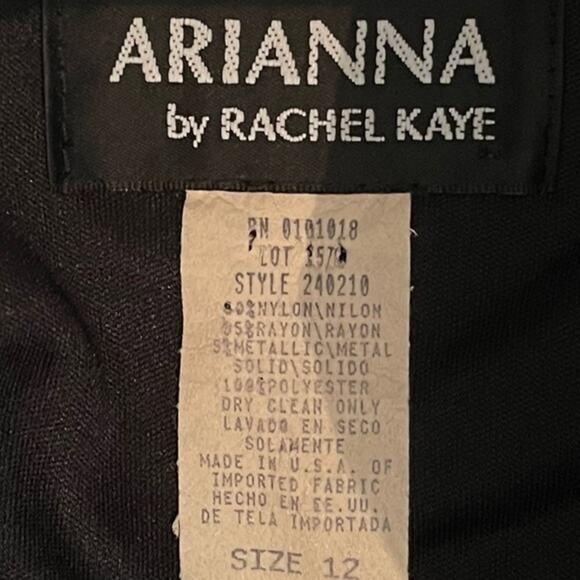 ARIANNA
by RACHEL KAYE
RN 0101018
LOT
STYLE 240210
NYLON\NILON
RAYON\RAYON
5%METALLIC\METAL
SOLID\SOLIDO
100%POLYESTER
DRY CLEAN ONLY
LAVADO EN SECO
SOLAMENTE
MADE IN U.S.A. OF
IMPORTED FABRIC
HECHO EN EE.UU.
DE TELA IMPORTADA
SIZE 12